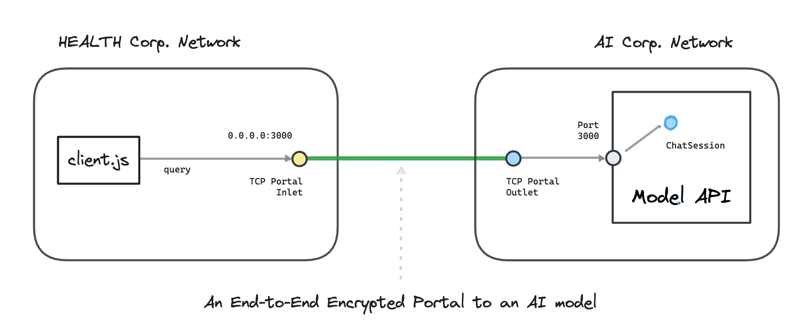 HEALTH Corp. Network
AI Corp. Network
client.js
query
0.0.0.0:3000
TCP Portal
Inlet
TCP Portal
Outlet
Port
3000
ChatSession
Model API
An End-to-End Encrypted Portal to an AI model